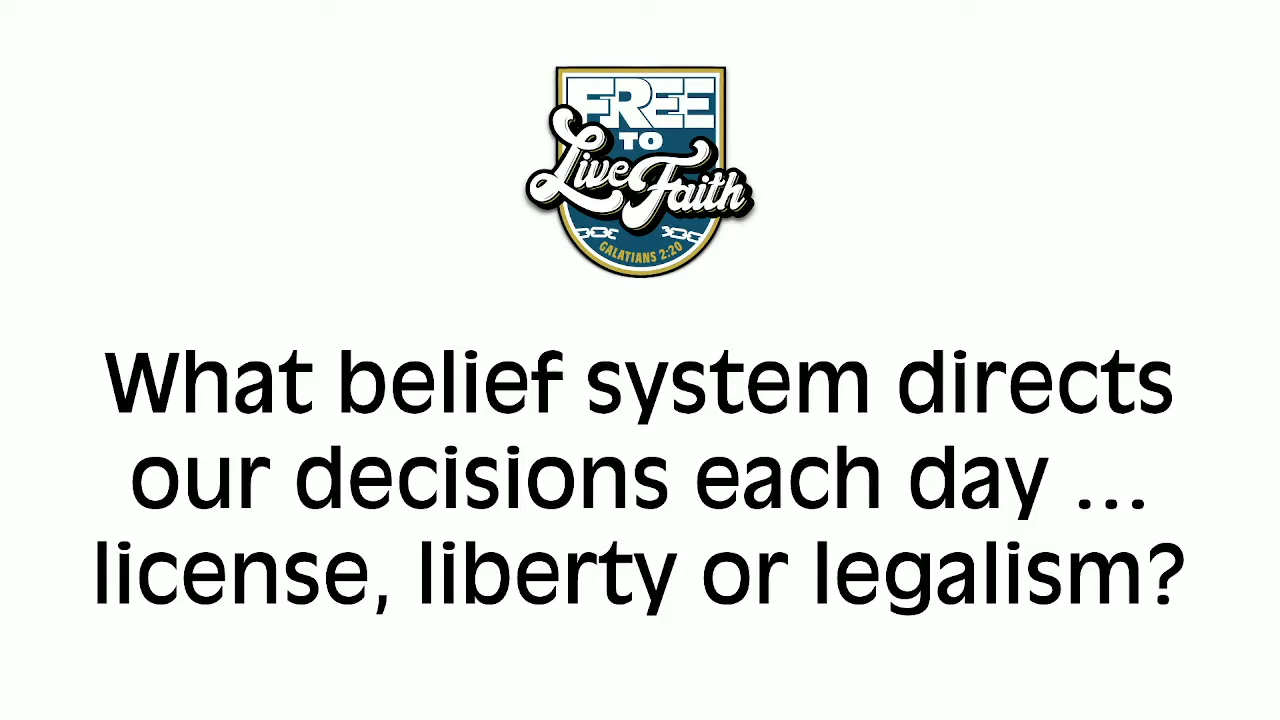 FREE
TO
Live Faith
GALATIANS 2:20
What belief system directs
our decisions each day ...
license, liberty or legalism?